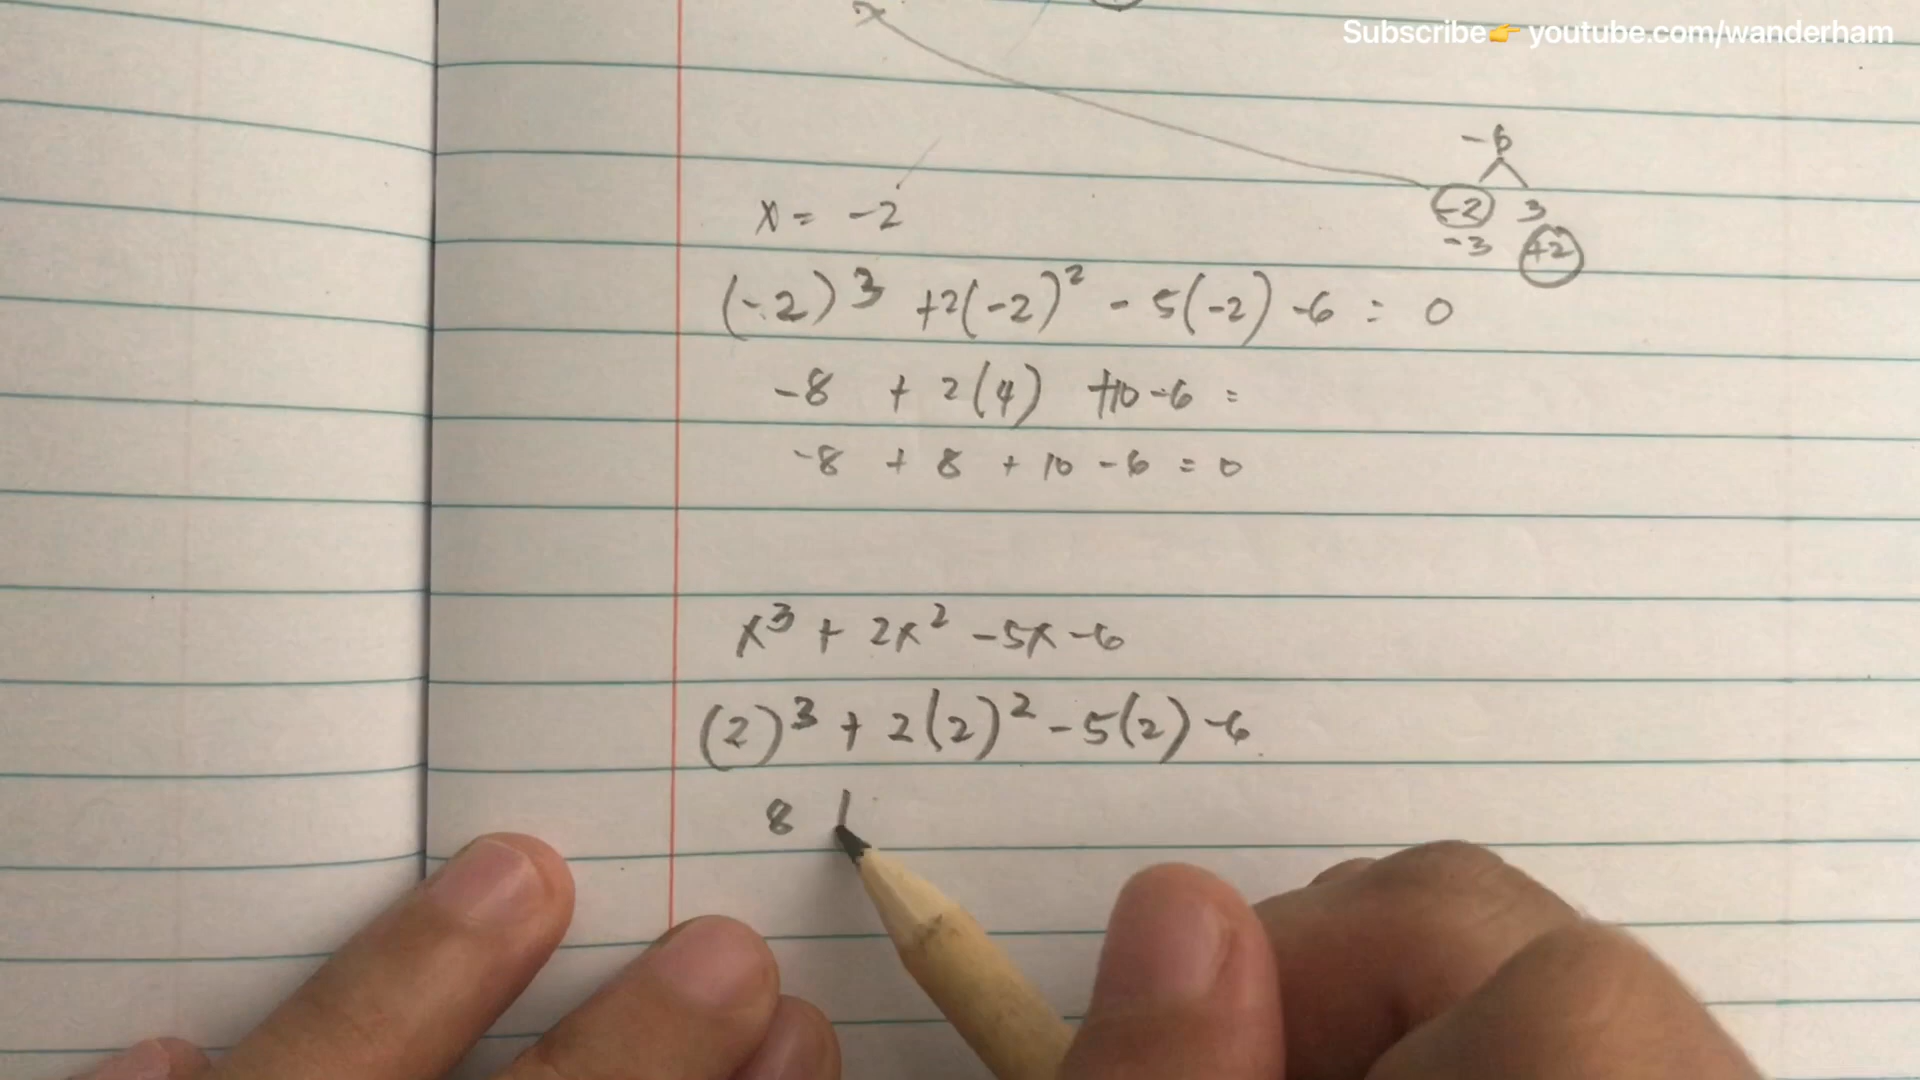 Subscribe👉 youtube.com/wanderham
x
-6
x = -2
-2 3
-3 +2
(-2)³ +2(-2)² - 5(-2) -6 = 0
-8 + 2(4) +10-6 =
-8 + 8 + 10 - 6 = 0
x³ + 2x² -5x -6
(2)³ + 2(2)² - 5(2) -6
8